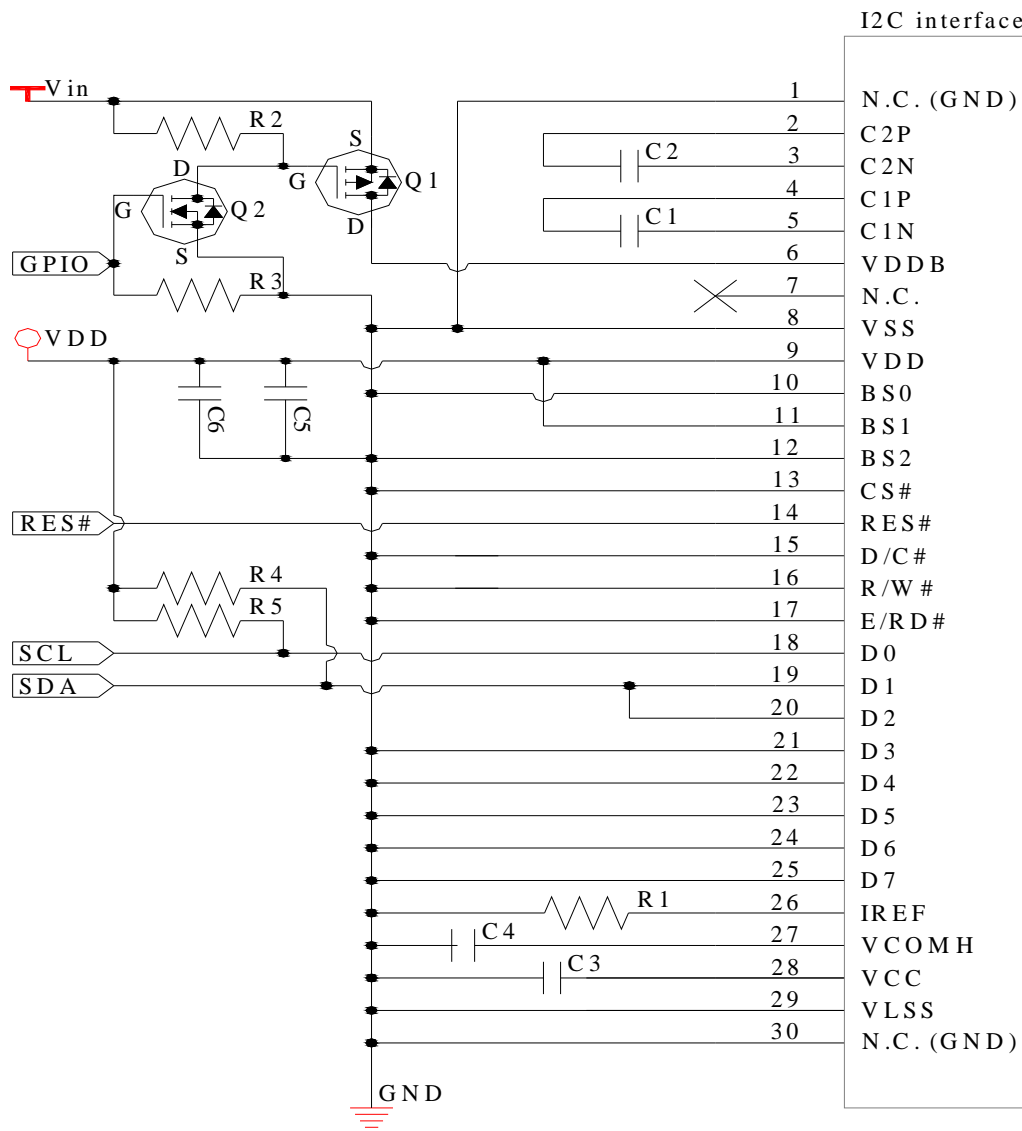 I2C interface
Vin
R2
S
D
G
Q1
G
Q2
D
S
GPIO
R3
VDD
C6
C5
RES#
R4
R5
SCL
SDA
C2
C1
R1
C4
C3
GND
1 N.C. (GND)
2 C2P
3 C2N
4 C1P
5 C1N
6 VDDB
7 N.C.
8 VSS
9 VDD
10 BS0
11 BS1
12 BS2
13 CS#
14 RES#
15 D/C#
16 R/W#
17 E/RD#
18 D0
19 D1
20 D2
21 D3
22 D4
23 D5
24 D6
25 D7
26 IREF
27 VCOMH
28 VCC
29 VLSS
30 N.C. (GND)